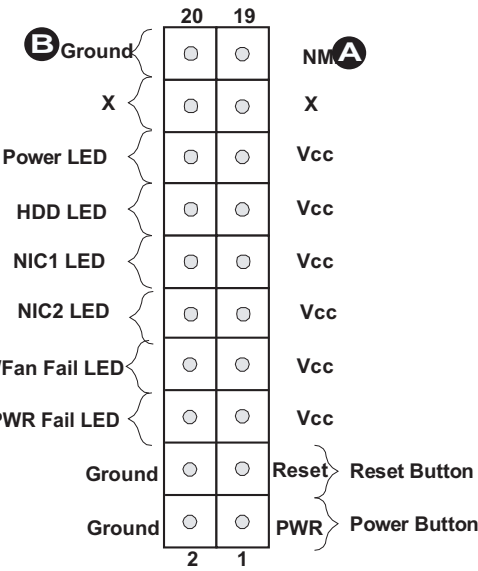 20 19
B Ground NM A
X X
Power LED Vcc
HDD LED Vcc
NIC1 LED Vcc
NIC2 LED Vcc
/Fan Fail LED Vcc
PWR Fail LED Vcc
Ground Reset Reset Button
Ground PWR Power Button
2 1